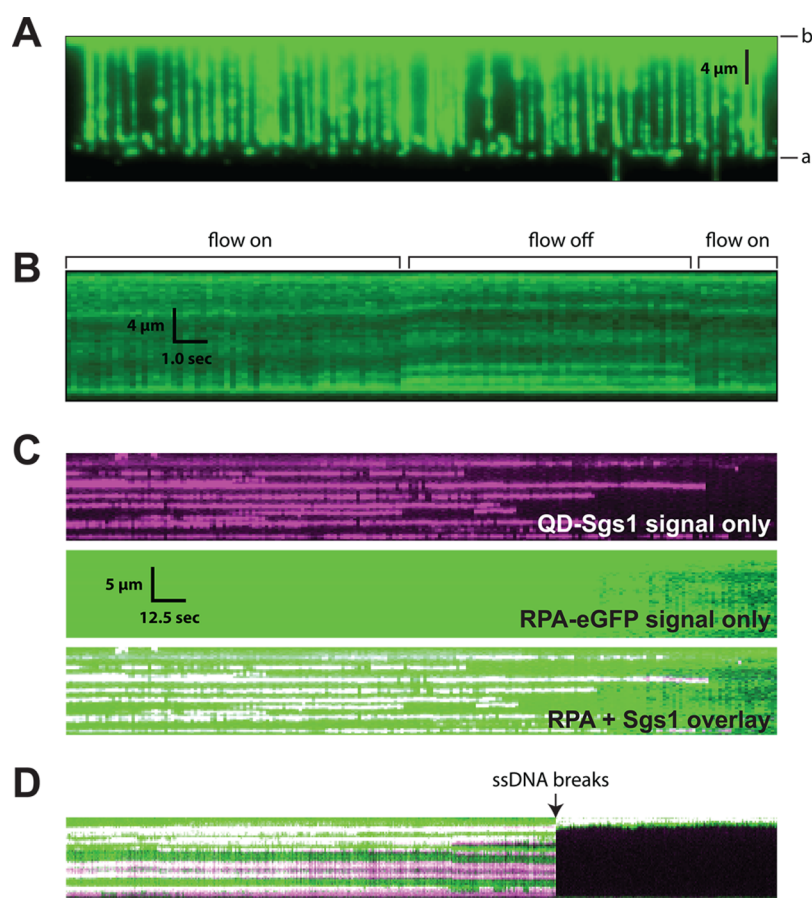 A
b
4 µm
a
flow on
flow off
flow on
B
4 µm
1.0 sec
C
QD-Sgs1 signal only
5 µm
12.5 sec
RPA-eGFP signal only
RPA + Sgs1 overlay
ssDNA breaks
D